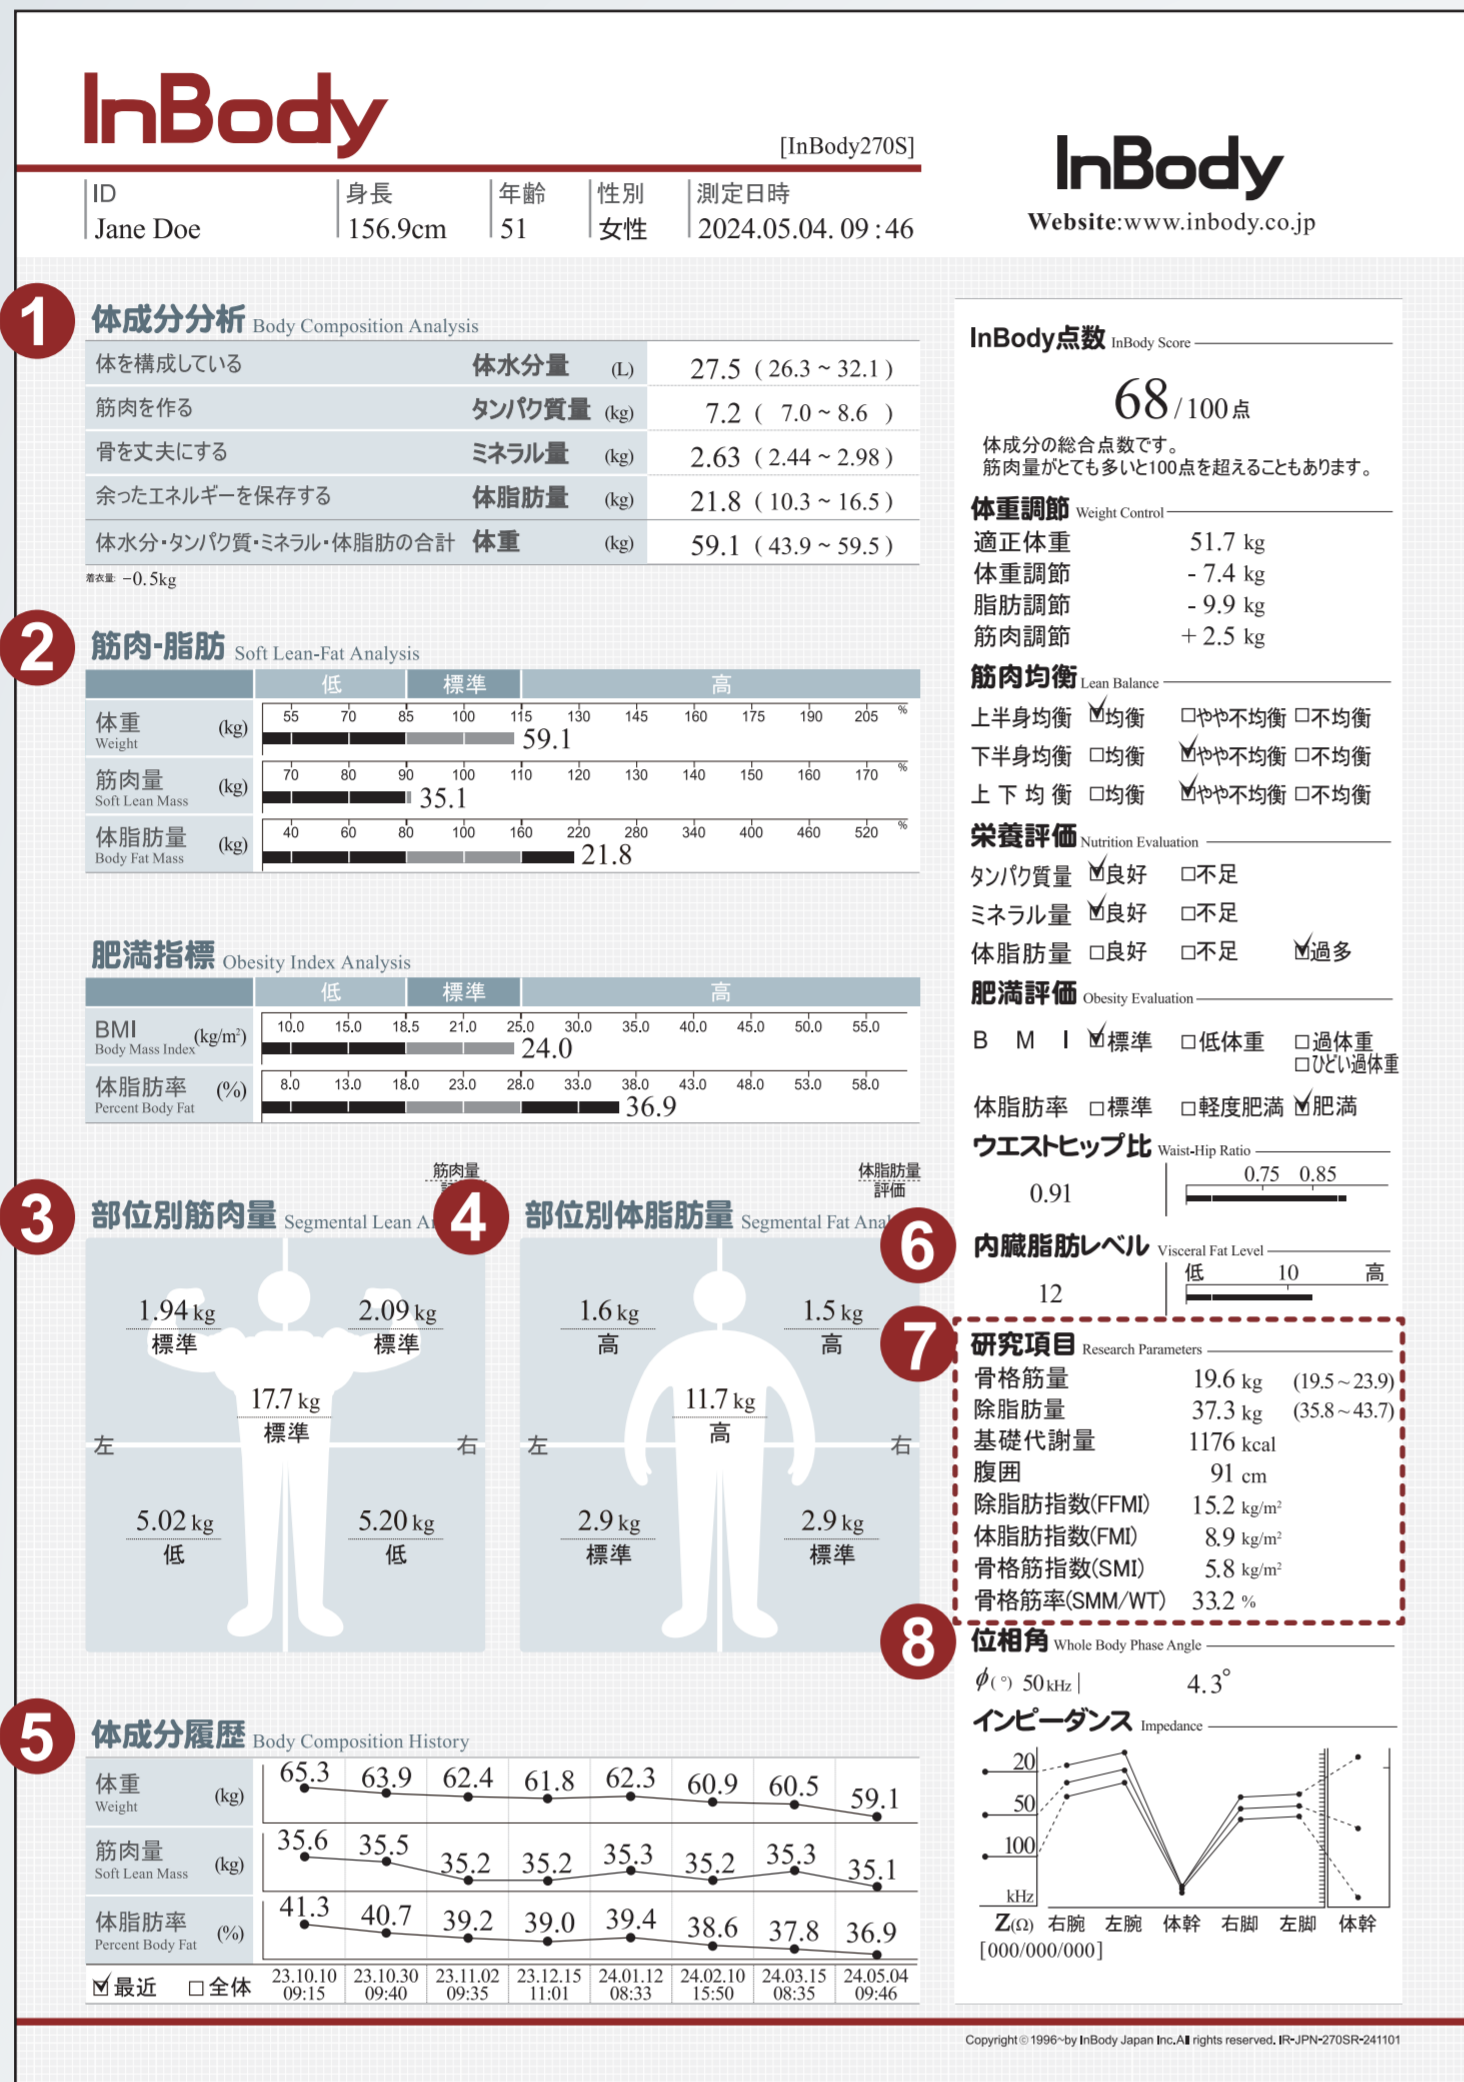 InBody
[InBody270S]
ID 身長 年齢 性別 測定日時
Jane Doe 156.9cm 51 女性 2024.05.04. 09:46
InBody
Website:www.inbody.co.jp
1 体成分分析 Body Composition Analysis
体を構成している 体水分量 (L) 27.5 ( 26.3 ~ 32.1 )
筋肉を作る タンパク質量 (kg) 7.2 ( 7.0 ~ 8.6 )
骨を丈夫にする ミネラル量 (kg) 2.63 ( 2.44 ~ 2.98 )
余ったエネルギーを保存する 体脂肪量 (kg) 21.8 ( 10.3 ~ 16.5 )
体水分・タンパク質・ミネラル・体脂肪の合計 体重 (kg) 59.1 ( 43.9 ~ 59.5 )
着衣量 -0.5kg
2 筋肉-脂肪 Soft Lean-Fat Analysis
低 標準 高
体重 (kg) 55 70 85 100 115 130 145 160 175 190 205 %
Weight 59.1
筋肉量 (kg) 70 80 90 100 110 120 130 140 150 160 170 %
Soft Lean Mass 35.1
体脂肪量 (kg) 40 60 80 100 160 220 280 340 400 460 520 %
Body Fat Mass 21.8
肥満指標 Obesity Index Analysis
低 標準 高
BMI (kg/m²) 10.0 15.0 18.5 21.0 25.0 30.0 35.0 40.0 45.0 50.0 55.0
Body Mass Index 24.0
体脂肪率 (%) 8.0 13.0 18.0 23.0 28.0 33.0 38.0 43.0 48.0 53.0 58.0
Percent Body Fat 36.9
筋肉量
3 部位別筋肉量 Segmental Lean A
1.94 kg 2.09 kg
標準 標準
17.7 kg
標準
左 右
5.02 kg 5.20 kg
低 低
体脂肪量
評価
4 部位別体脂肪量 Segmental Fat Anal
1.6 kg 1.5 kg
高 高
11.7 kg
高
左 右
2.9 kg 2.9 kg
標準 標準
5 体成分履歴 Body Composition History
体重 (kg) 65.3 63.9 62.4 61.8 62.3 60.9 60.5 59.1
Weight
筋肉量 (kg) 35.6 35.5 35.2 35.2 35.3 35.2 35.3 35.1
Soft Lean Mass
体脂肪率 (%) 41.3 40.7 39.2 39.0 39.4 38.6 37.8 36.9
Percent Body Fat
☑最近 □全体 23.10.10 23.10.30 23.11.02 23.12.15 24.01.12 24.02.10 24.03.15 24.05.04
09:15 09:40 09:35 11:01 08:33 15:50 08:35 09:46
InBody点数 InBody Score
68/100点
体成分の総合点数です。
筋肉量がとても多いと100点を超えることもあります。
体重調節 Weight Control
適正体重 51.7 kg
体重調節 - 7.4 kg
脂肪調節 - 9.9 kg
筋肉調節 + 2.5 kg
筋肉均衡 Lean Balance
上半身均衡 ☑均衡 □やや不均衡 □不均衡
下半身均衡 □均衡 ☑やや不均衡 □不均衡
上下均衡 □均衡 ☑やや不均衡 □不均衡
栄養評価 Nutrition Evaluation
タンパク質量 ☑良好 □不足
ミネラル量 ☑良好 □不足
体脂肪量 □良好 □不足 ☑過多
肥満評価 Obesity Evaluation
BMI ☑標準 □低体重 □過体重
□ひどい過体重
体脂肪率 □標準 □軽度肥満 ☑肥満
ウエストヒップ比 Waist-Hip Ratio
0.91 0.75 0.85
6 内臓脂肪レベル Visceral Fat Level
12 低 10 高
7 研究項目 Research Parameters
骨格筋量 19.6 kg (19.5~23.9)
除脂肪量 37.3 kg (35.8~43.7)
基礎代謝量 1176 kcal
腹囲 91 cm
除脂肪指数(FFMI) 15.2 kg/m²
体脂肪指数(FMI) 8.9 kg/m²
骨格筋指数(SMI) 5.8 kg/m²
骨格筋率(SMM/WT) 33.2 %
8 位相角 Whole Body Phase Angle
ϕ(°) 50kHz| 4.3°
インピーダンス Impedance
20
50
100
kHz
Z(Ω) 右腕 左腕 体幹 右脚 左脚 体幹
[000/000/000]
Copyright©1996~by InBody Japan Inc.All rights reserved. IR-JPN-270SR-241101